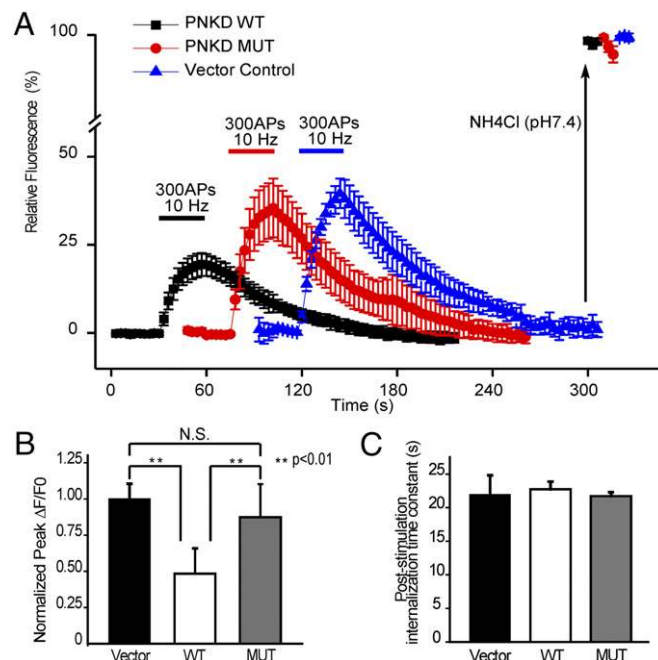 A
PNKD WT
PNKD MUT
Vector Control
Relative Fluorescence (%)
100
50
25
0
300APs
10 Hz
300APs
10 Hz
300APs
10 Hz
NH4Cl (pH7.4)
0 60 120 180 240 300
Time (s)
B
N.S.
** ** ** p<0.01
Normalized Peak ΔF/F0
1.25
1.00
0.75
0.50
0.25
0.00
Vector WT MUT
C
Post-stimulation
internalization time constant (s)
25
20
15
10
5
0
Vector WT MUT